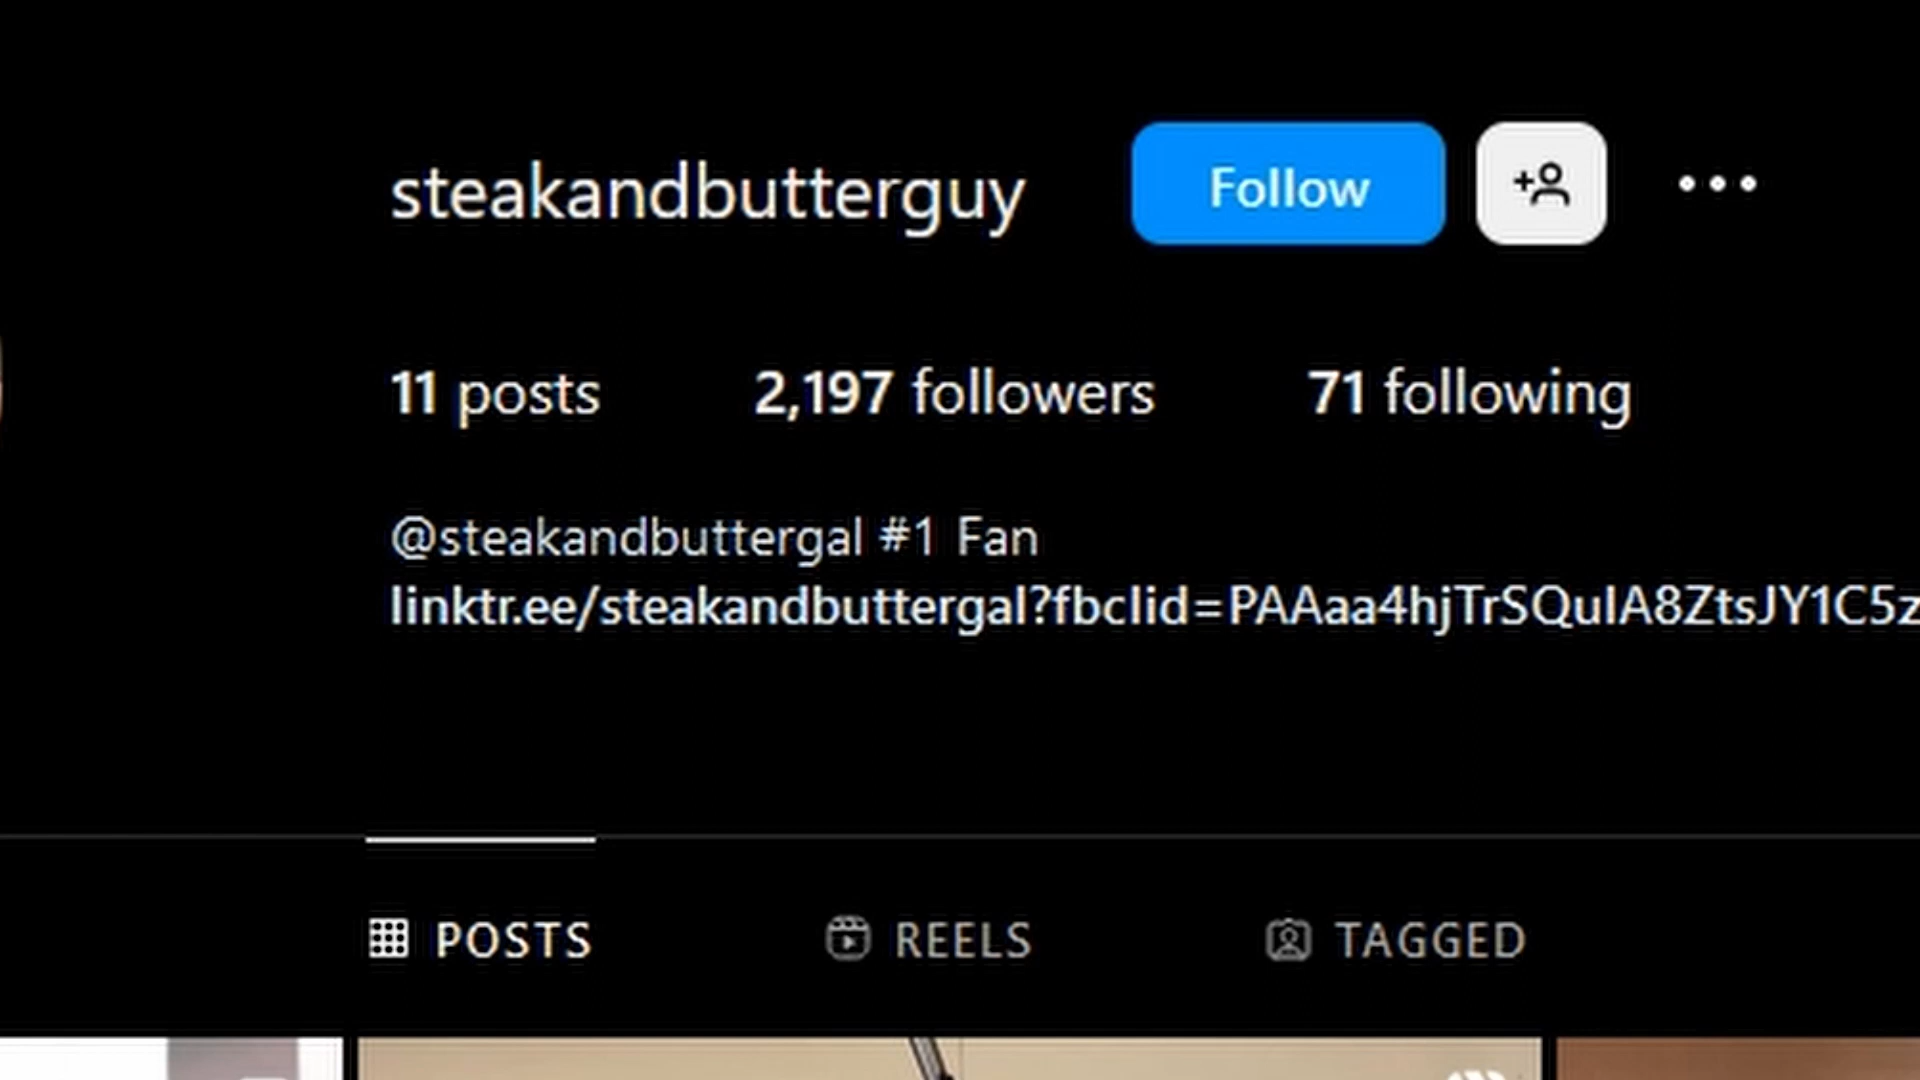 steakandbutterguy Follow
11 posts 2,197 followers 71 following
@steakandbuttergal #1 Fan
linktr.ee/steakandbuttergal?fbclid=PAAaa4hjTrSQuIA8ZtsJY1C5z
POSTS REELS TAGGED